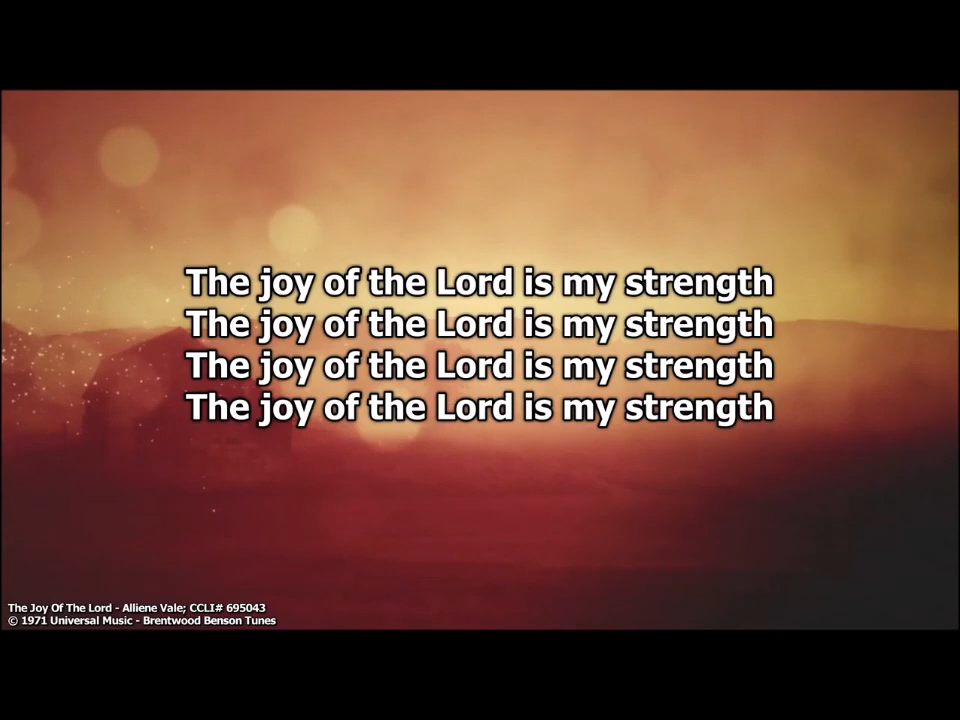 The joy of the Lord is my strength
The joy of the Lord is my strength
The joy of the Lord is my strength
The joy of the Lord is my strength
The Joy Of The Lord - Alliene Vale; CCLI# 695043
© 1971 Universal Music - Brentwood Benson Tunes